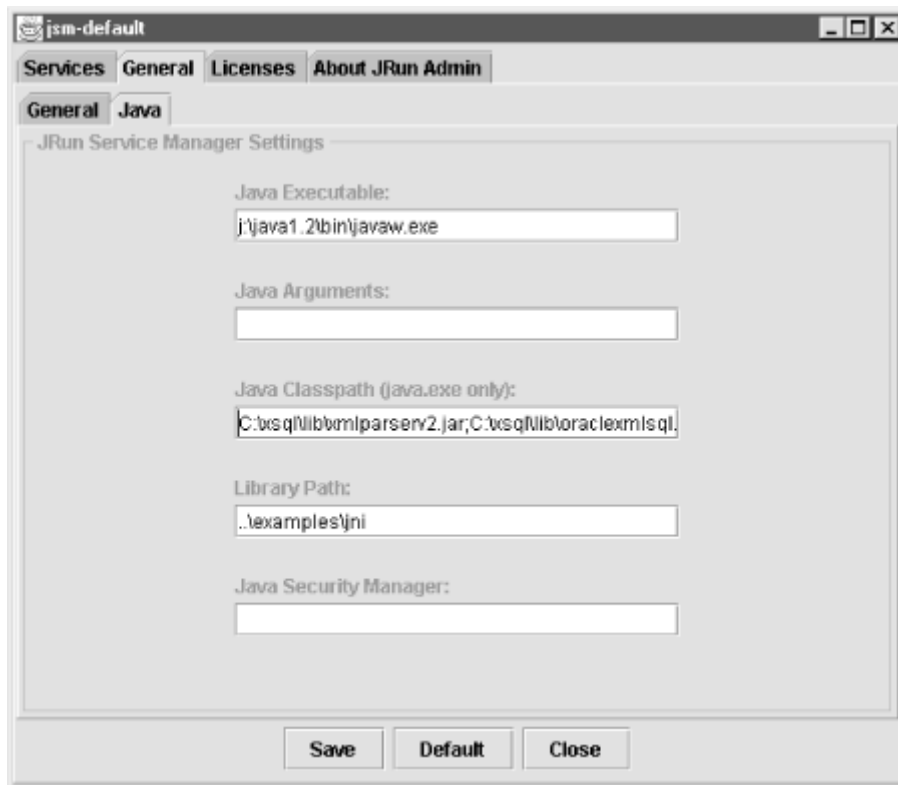 jsm-default
Services General Licenses About JRun Admin
General Java
JRun Service Manager Settings
Java Executable:
j:\java1.2\bin\javaw.exe
Java Arguments:
Java Classpath (java.exe only):
C:\xsql\lib\xmlparserv2.jar;C:\xsql\lib\oraclexmlsql.
Library Path:
..\examples\jni
Java Security Manager:
Save Default Close